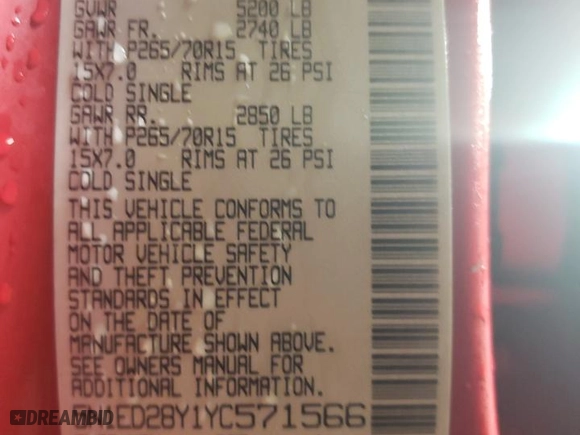 GVWR 5200 LB
GAWR FR. 2740 LB
WITH P265/70R15 TIRES
15X7.0 RIMS AT 26 PSI
COLD SINGLE
GAWR RR. 2850 LB
WITH P265/70R15 TIRES
15X7.0 RIMS AT 26 PSI
COLD SINGLE
THIS VEHICLE CONFORMS TO
ALL APPLICABLE FEDERAL
MOTOR VEHICLE SAFETY
AND THEFT PREVENTION
STANDARDS IN EFFECT
ON THE DATE OF
MANUFACTURE SHOWN ABOVE.
SEE OWNERS MANUAL FOR
ADDITIONAL INFORMATION.
5N1ED28Y1YC571566
DREAMBID